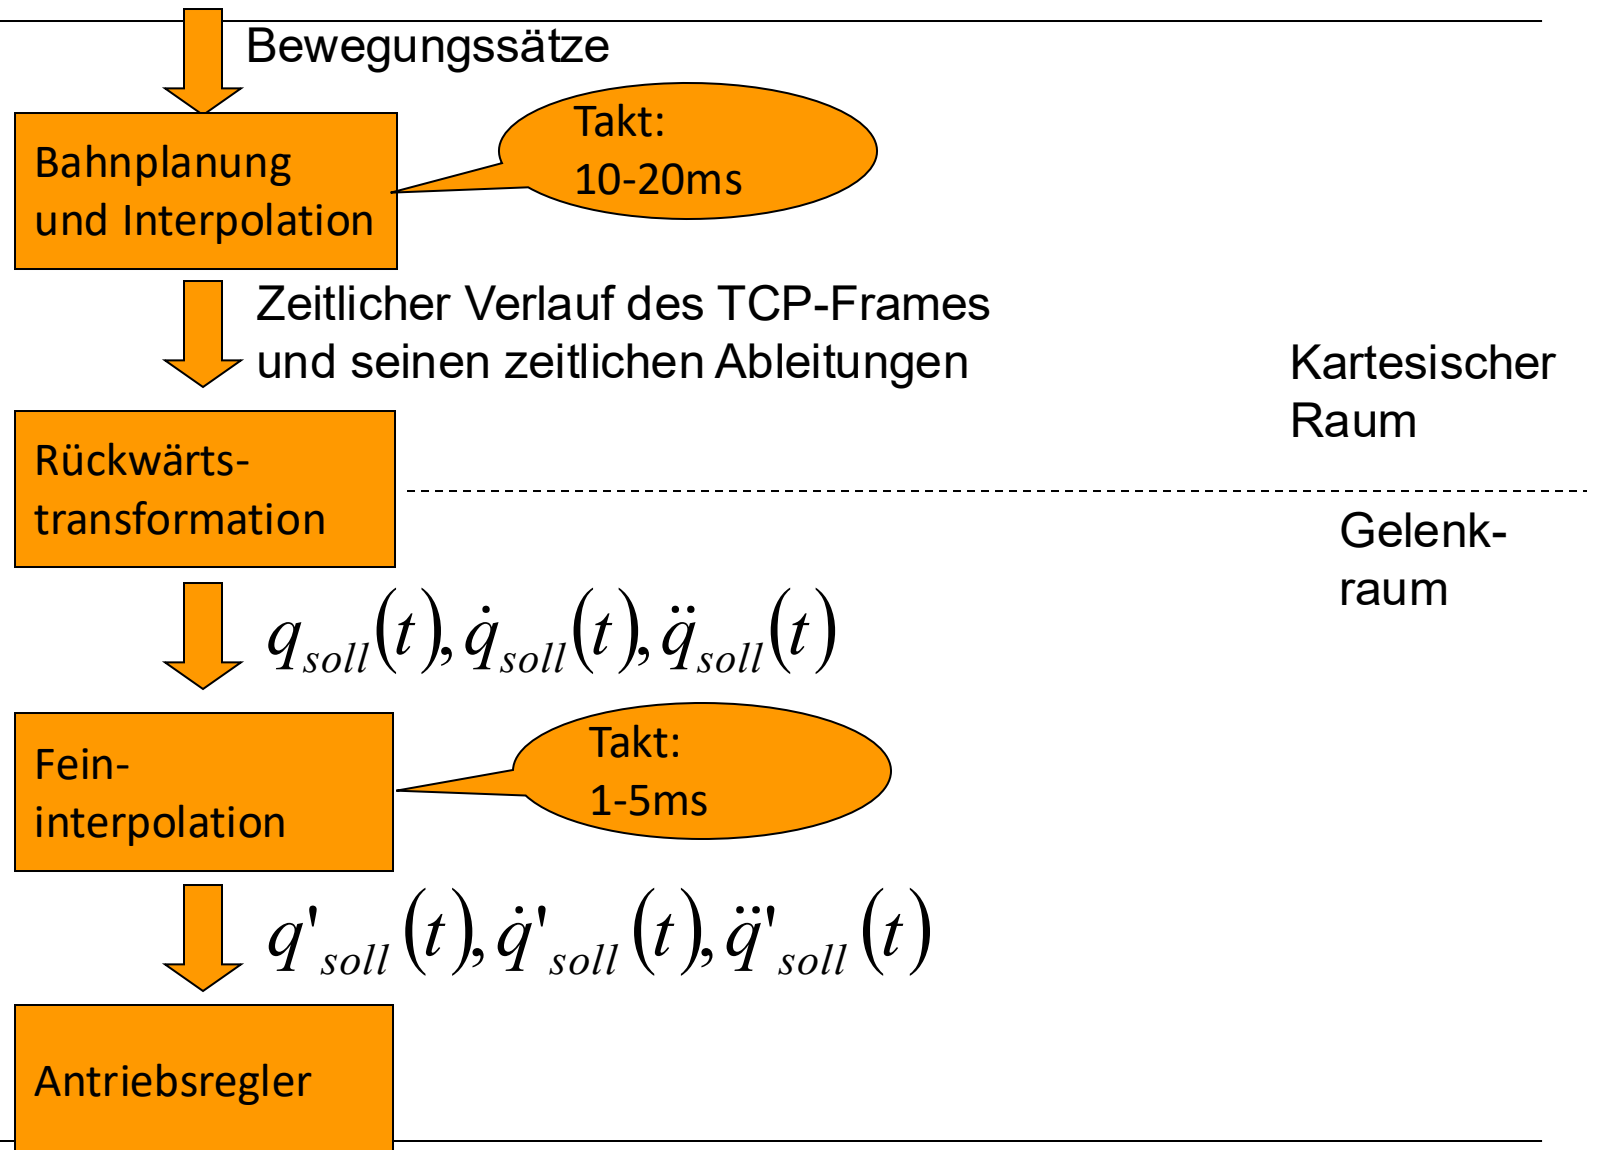 Bewegungssätze
Takt:
10-20ms
Bahnplanung
und Interpolation
Zeitlicher Verlauf des TCP-Frames
und seinen zeitlichen Ableitungen
Kartesischer
Raum
Rückwärts-
transformation
Gelenk-
raum
q_soll(t), q̇_soll(t), q̈_soll(t)
Takt:
1-5ms
Fein-
interpolation
q'_soll(t), q̇'_soll(t), q̈'_soll(t)
Antriebsregler